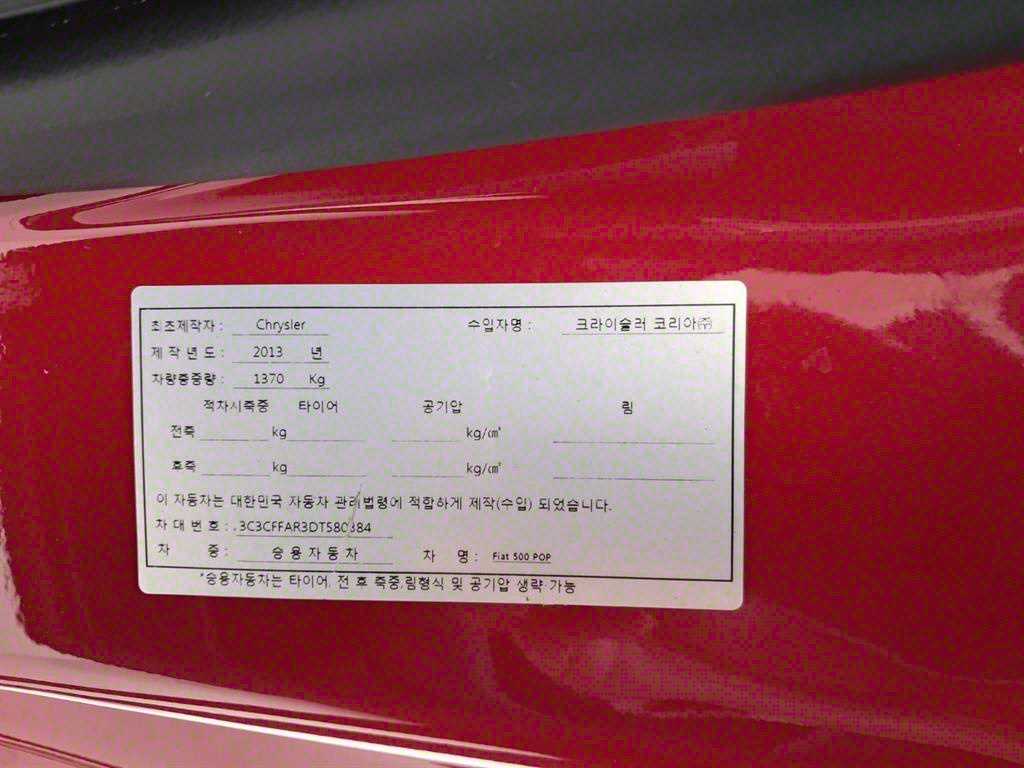 최초제작자 : Chrysler 수입자명 : 크라이슬러 코리아㈜
제 작 년 도 : 2013 년
차량총중량 : 1370 Kg
적차시축중 타이어 공기압 림
전축 kg kg/㎠
후축 kg kg/㎠
이 자동차는 대한민국 자동차 관리법령에 적합하게 제작(수입) 되었습니다.
차 대 번 호 : 3C3CFFAR3DT580384
차 종 : 승 용 자 동 차 차 명 : Fiat 500 POP
*승용자동차는 타이어, 전 후 축중,림형식 및 공기압 생략 가능